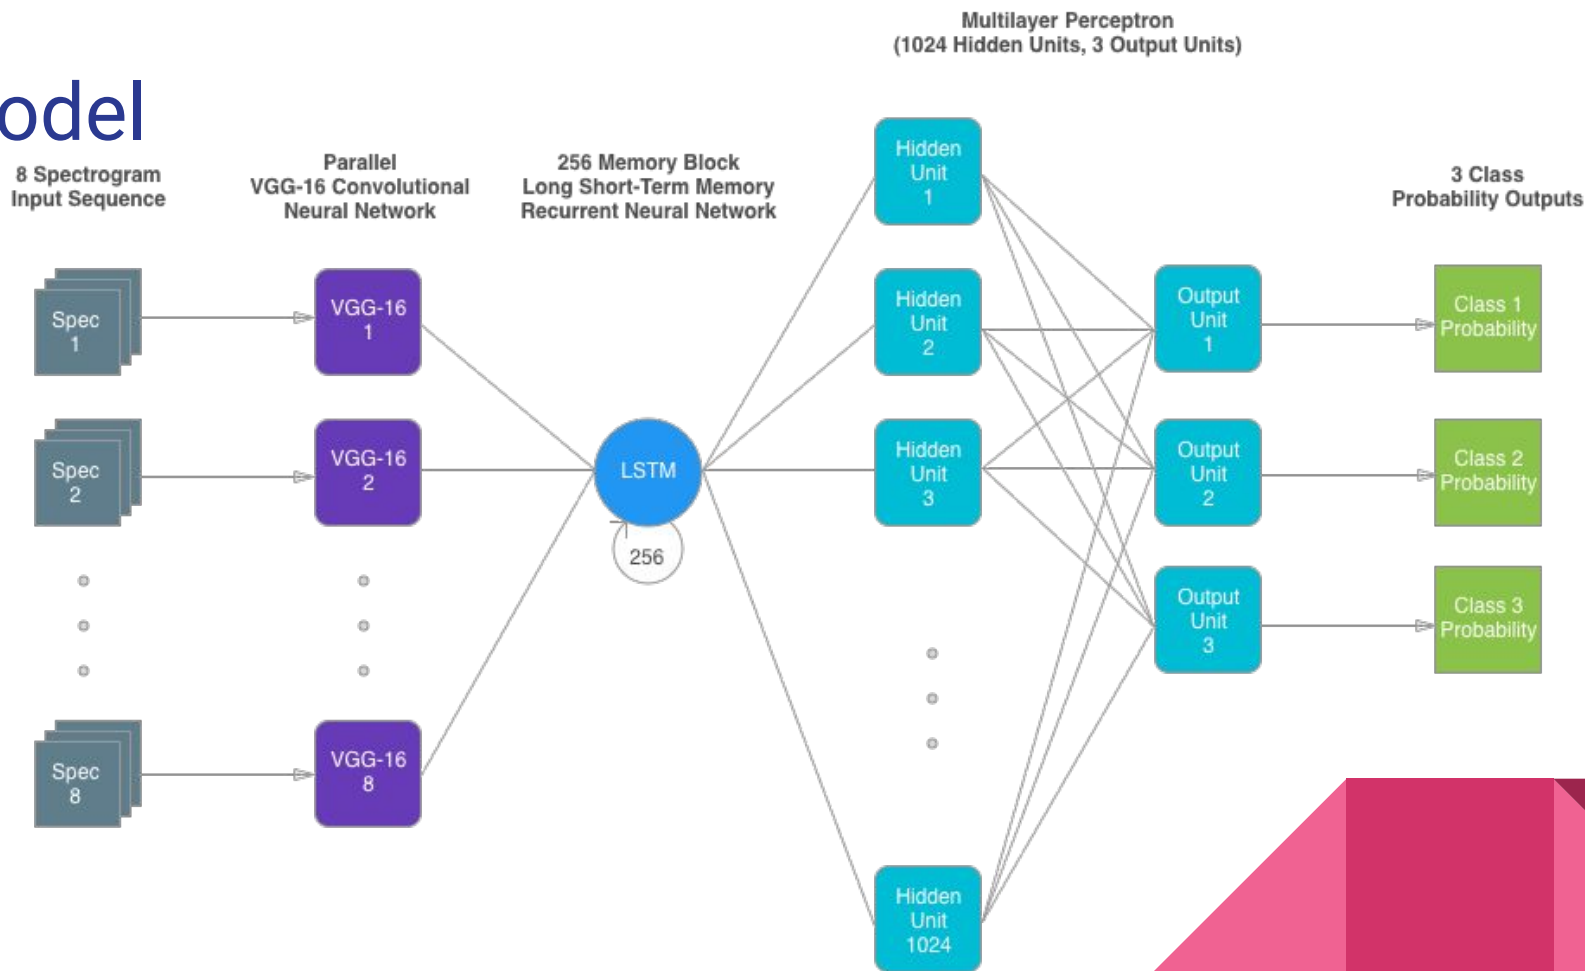 odel
8 Spectrogram
Input Sequence
Parallel
VGG-16 Convolutional
Neural Network
256 Memory Block
Long Short-Term Memory
Recurrent Neural Network
Multilayer Perceptron
(1024 Hidden Units, 3 Output Units)
3 Class
Probability Outputs
Spec
1
Spec
2
Spec
8
VGG-16
1
VGG-16
2
VGG-16
8
LSTM
256
Hidden
Unit
1
Hidden
Unit
2
Hidden
Unit
3
Hidden
Unit
1024
Output
Unit
1
Output
Unit
2
Output
Unit
3
Class 1
Probability
Class 2
Probability
Class 3
Probability